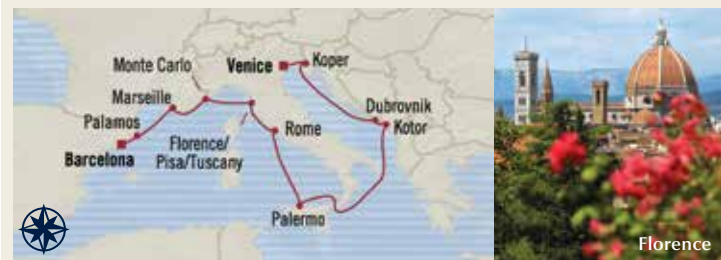 Monte Carlo
Venice
Koper
Marseille
Dubrovnik
Palamos
Kotor
Florence/
Pisa/Tuscany
Rome
Barcelona
Palermo
Florence